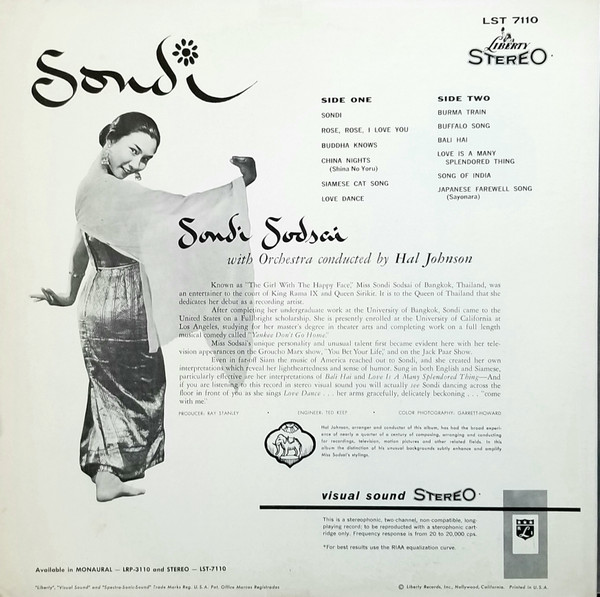 LST 7110
LIBERTY
STEREO
Sondi
SIDE ONE
SONDI
ROSE, ROSE, I LOVE YOU
BUDDHA KNOWS
CHINA NIGHTS
(Shina No Yoru)
SIAMESE CAT SONG
LOVE DANCE
SIDE TWO
BURMA TRAIN
BUFFALO SONG
BALI HAI
LOVE IS A MANY
SPLENDORED THING
SONG OF INDIA
JAPANESE FAREWELL SONG
(Sayonara)
Sondi Sodsai
with Orchestra conducted by Hal Johnson
Known as "The Girl With The Happy Face," Miss Sondi Sodsai of Bangkok, Thailand, was
an entertainer to the court of King Rama IX and Queen Sirikit. It is to the Queen of Thailand that she
dedicates her debut as a recording artist.
After completing her undergraduate work at the University of Bangkok, Sondi came to the
United States on a Fullbright scholarship. She is presently enrolled at the University of California at
Los Angeles, studying for her master's degree in theater arts and completing work on a full length
musical comedy called "Yankee Don't Go Home."
Miss Sodsai's unique personality and unusual talent first became evident here with her tele-
vision appearances on the Groucho Marx show, "You Bet Your Life," and on the Jack Paar Show.
Even in far-off Siam the music of America reached out to Sondi, and she created her own
interpretations which reveal her lightheartedness and sense of humor. Sung in both English and Siamese,
particularly effective are her interpretations of Bali Hai and Love Is A Many Splendored Thing—And
if you are listening to this record in stereo visual sound you will actually see Sondi dancing across the
floor in front of you as she sings Love Dance . . . her arms gracefully, delicately beckoning . . . "come
with me."
PRODUCER: RAY STANLEY • ENGINEER: TED KEEP • COLOR PHOTOGRAPHY: GARRETT-HOWARD
Hal Johnson, arranger and conductor of this album, has had the broad experi-
ence of nearly a quarter of a century of composing, arranging and conducting
for recordings, television, motion pictures and other related fields. In this
album the distinction of his unusual backgrounds subtly enhance and amplify
Miss Sodsai's stylings.
visual sound STEREO*
This is a stereophonic, two-channel, non compatible, long-
playing record; to be reproduced with a stereophonic cart-
ridge only. Frequency response is from 20 to 20,000 cps.
*For best results use the RIAA equalization curve.
L
Available in MONAURAL — LRP-3110 and STEREO — LST-7110
"Liberty", "Visual Sound" and "Spectra-Sonic-Sound" Trade Marks Reg. U.S.A. Pat. Office Marcas Registradas
© Liberty Records, Inc., Hollywood, California. Printed in U.S.A.